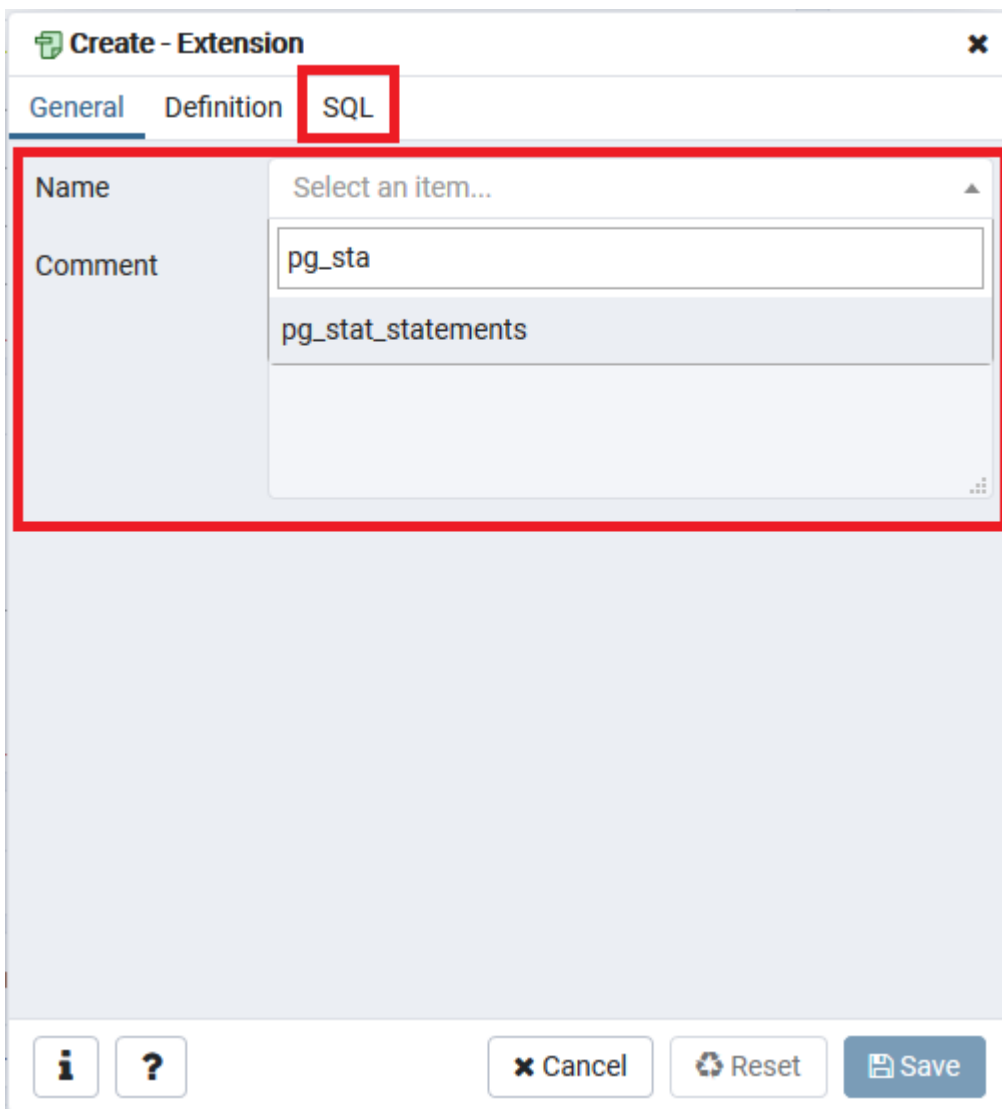 Create - Extension
General Definition SQL
Name Select an item...
Comment pg_sta
pg_stat_statements
i ? Cancel Reset Save